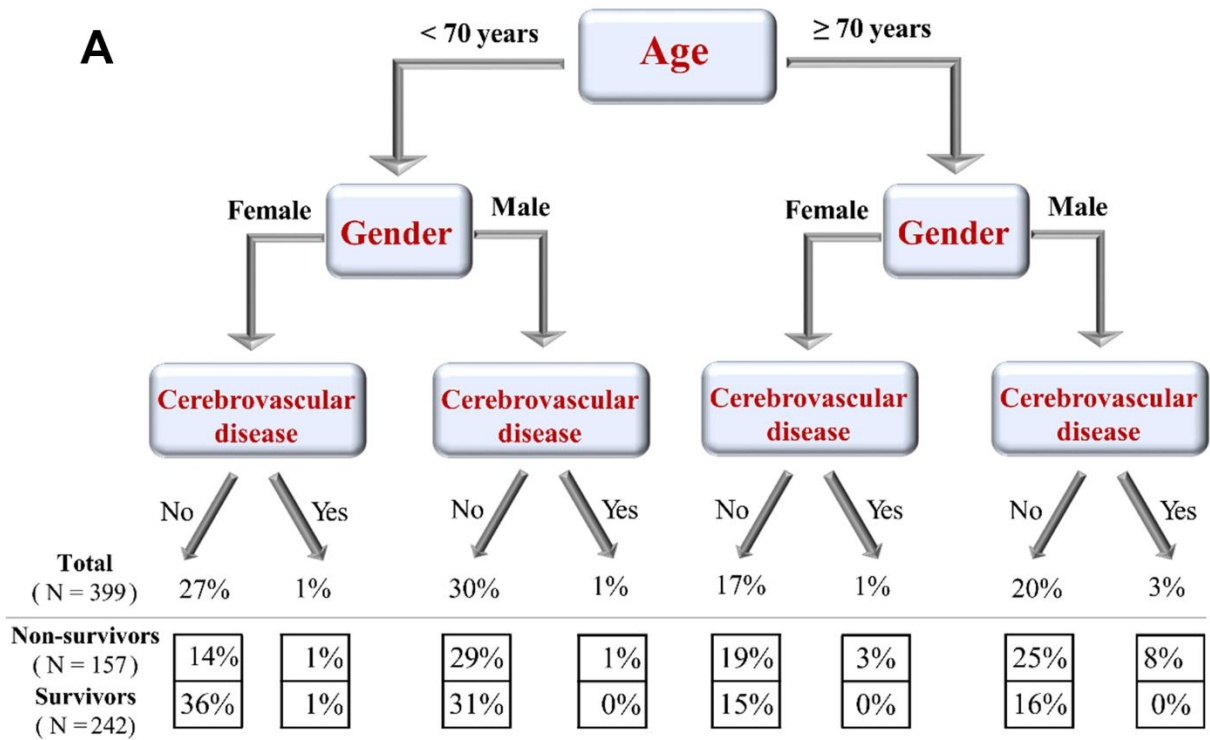 A
< 70 years
Age
≥ 70 years
Female
Gender
Male
Female
Gender
Male
Cerebrovascular
disease
Cerebrovascular
disease
Cerebrovascular
disease
Cerebrovascular
disease
No
Yes
No
Yes
No
Yes
No
Yes
Total
( N = 399) 27% 1% 30% 1% 17% 1% 20% 3%
Non-survivors
( N = 157) 14% 1% 29% 1% 19% 3% 25% 8%
Survivors
( N = 242) 36% 1% 31% 0% 15% 0% 16% 0%